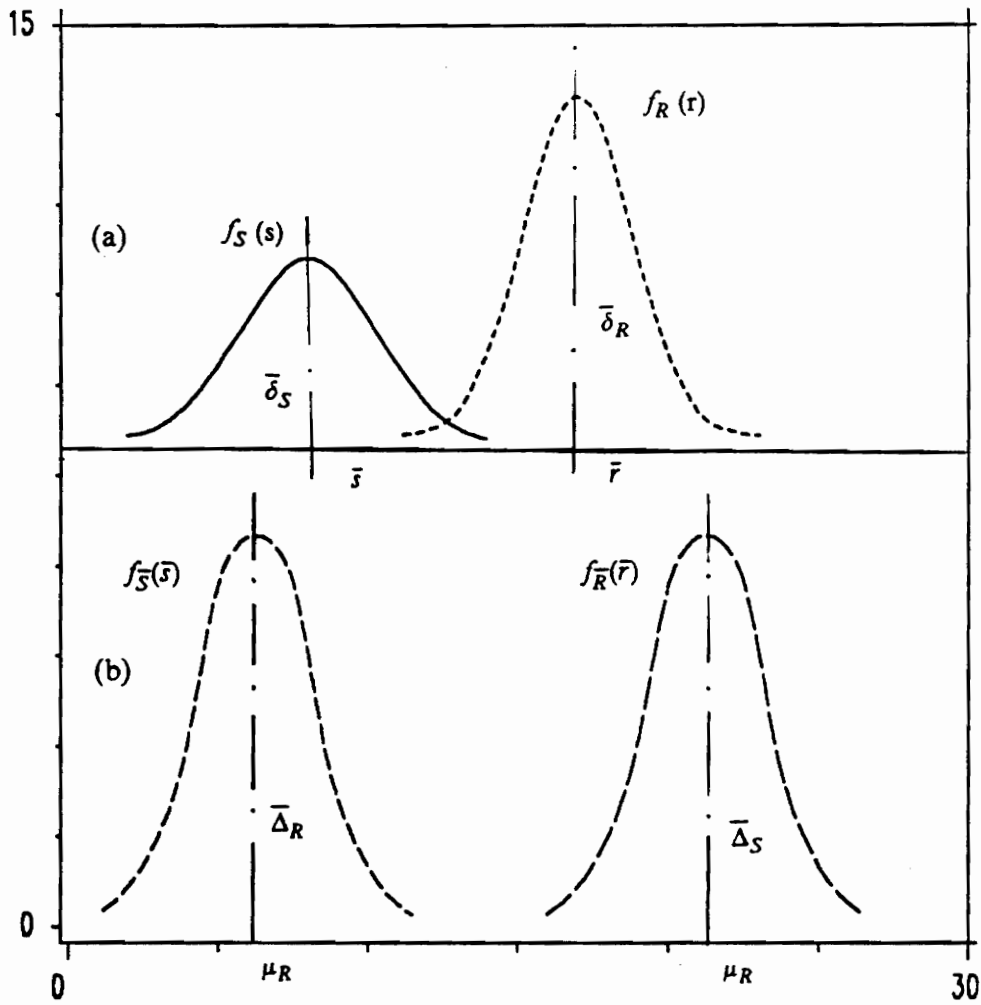 15
f_R (r)
(a)
f_S (s)
δ̅_R
δ̅_S
s̄
r̄
f_S̅(s̄)
f_R̅(r̄)
(b)
Δ̅_R
Δ̅_S
0
μ_R
μ_R
0
30